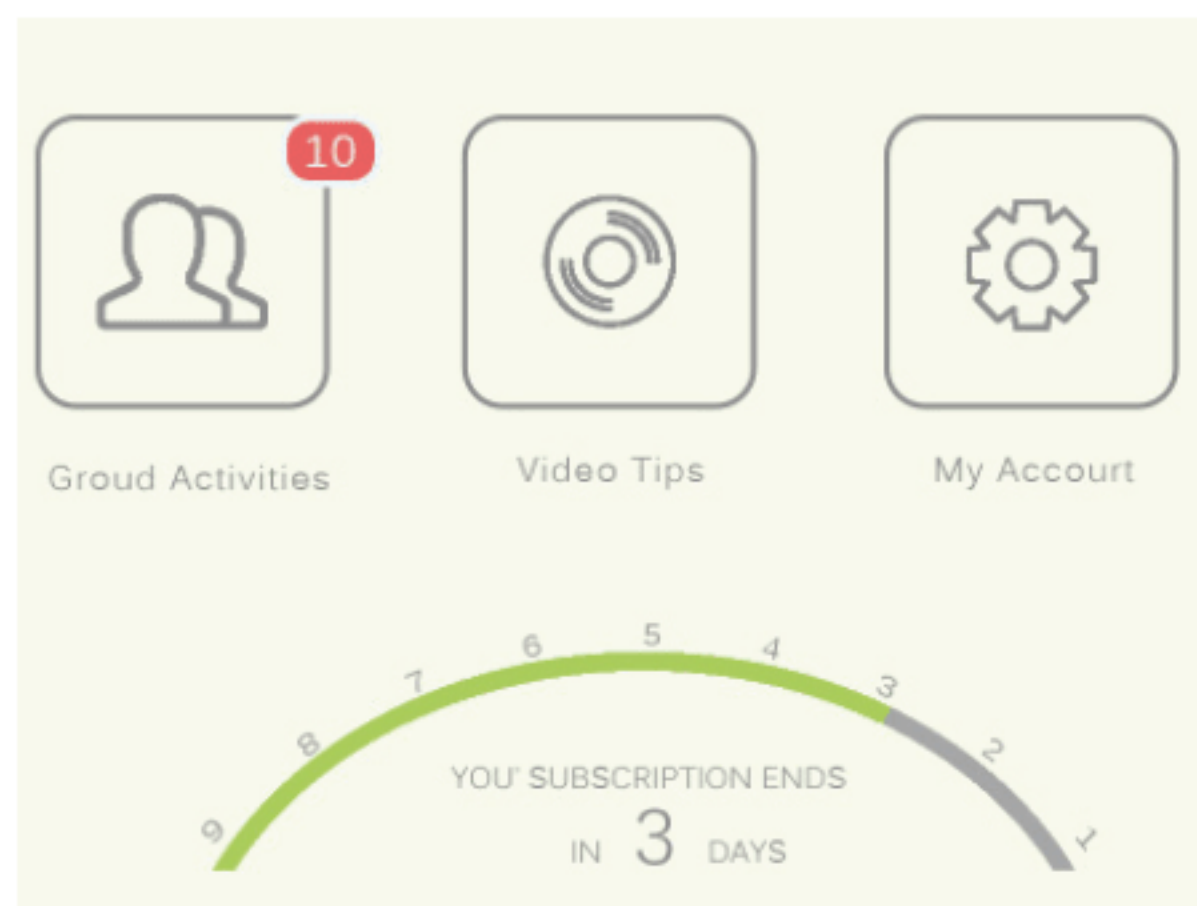 10
Groud Activities
Video Tips
My Accourt
9 8 7 6 5 4 3 2 1
YOU' SUBSCRIPTION ENDS
IN 3 DAYS